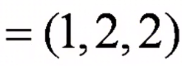 = (1, 2, 2)